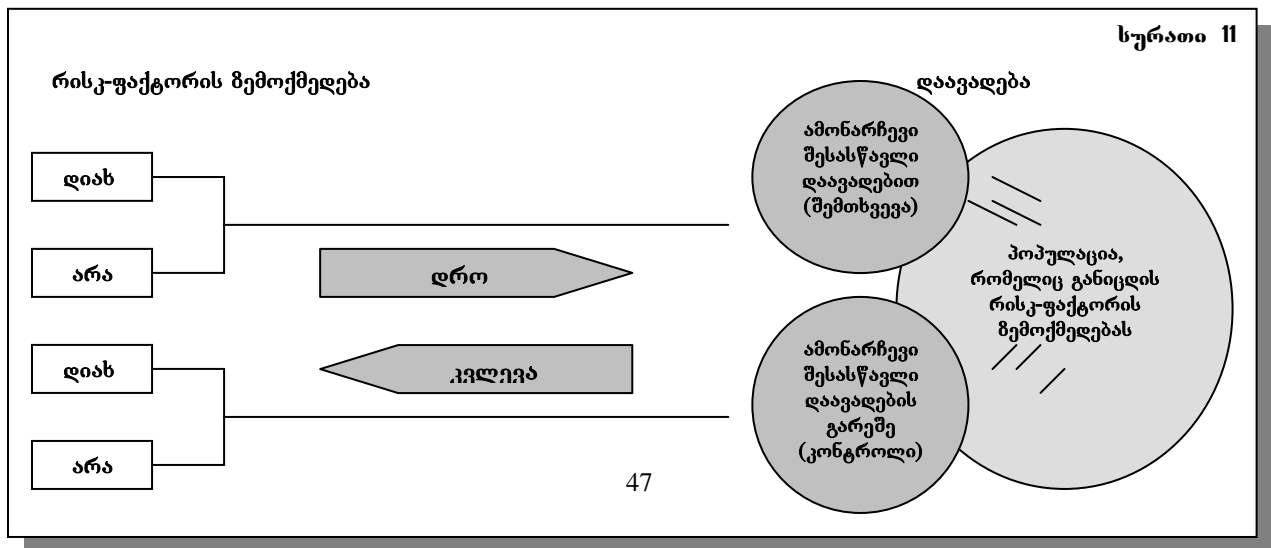 სურათი 11
რისკ-ფაქტორის ზემოქმედება
დაავადება
დიახ
არა
დიახ
არა
დრო
კვლევა
ამონარჩევი
შესასწავლი
დაავადებით
(შემთხვევა)
ამონარჩევი
შესასწავლი
დაავადების
გარეშე
(კონტროლი)
პოპულაცია,
რომელიც განიცდის
რისკ-ფაქტორის
ზემოქმედებას
47